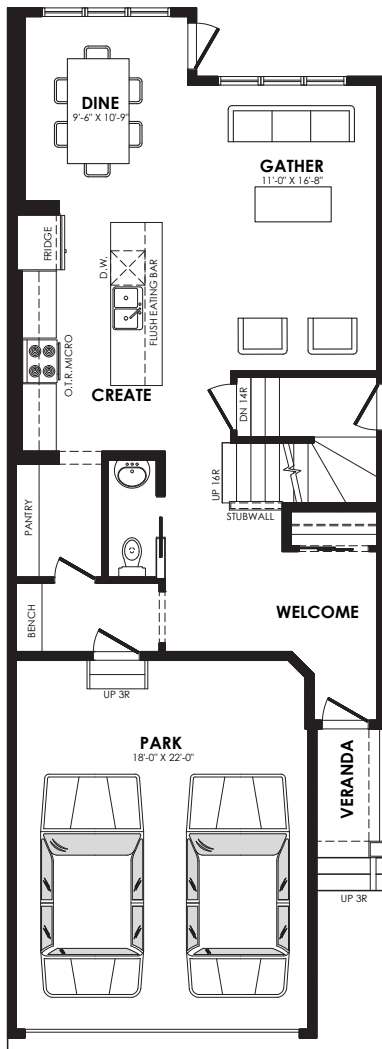 DINE
9'-6" X 10'-9"
GATHER
11'-0" X 16'-8"
FRIDGE
D.W.
FLUSH EATING BAR
O.T.R.MICRO
CREATE
DN 14R
UP 16R
STUBWALL
PANTRY
BENCH
WELCOME
UP 3R
PARK
18'-0" X 22'-0"
VERANDA
UP 3R